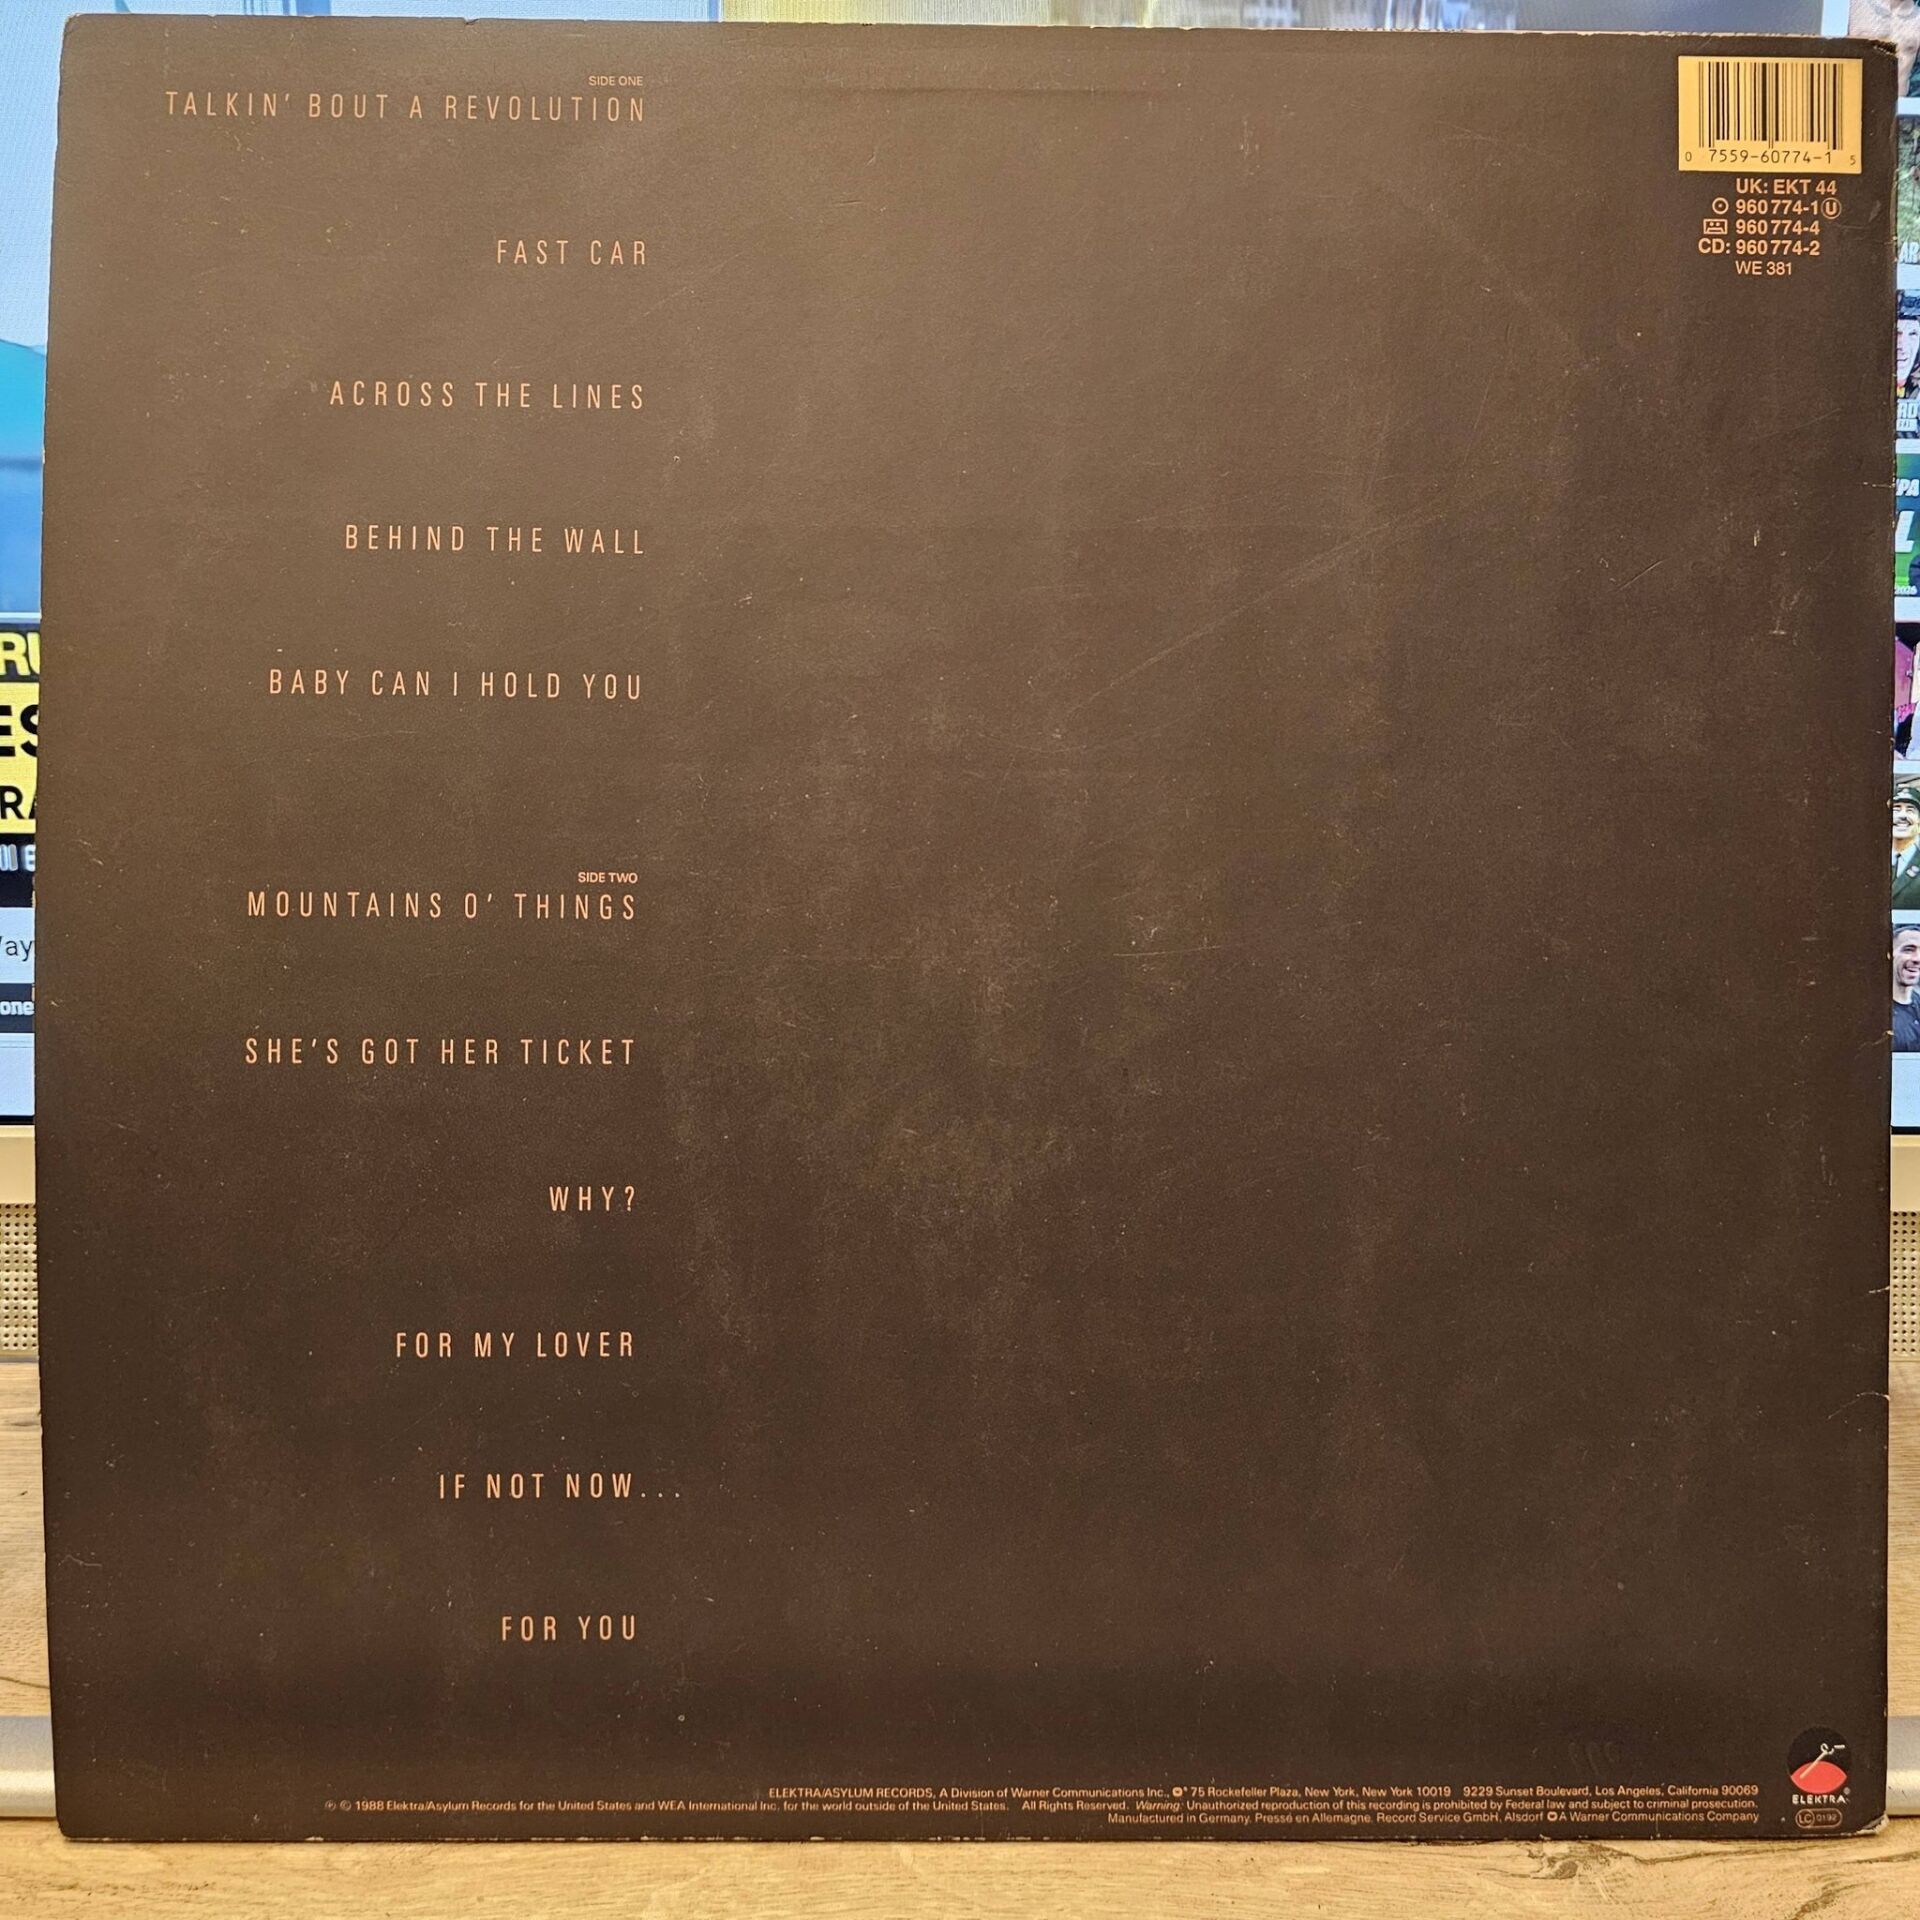 SIDE ONE
TALKIN' BOUT A REVOLUTION
FAST CAR
ACROSS THE LINES
BEHIND THE WALL
BABY CAN I HOLD YOU
SIDE TWO
MOUNTAINS O' THINGS
SHE'S GOT HER TICKET
WHY?
FOR MY LOVER
IF NOT NOW...
FOR YOU
0 7559-60774-1 5
UK: EKT 44
960 774-1 Ⓤ
960 774-4
CD: 960 774-2
WE 381
ELEKTRA/ASYLUM RECORDS, A Division of Warner Communications Inc., 75 Rockefeller Plaza, New York, New York 10019 9229 Sunset Boulevard, Los Angeles, California 90069
℗ © 1988 Elektra/Asylum Records for the United States and WEA International Inc. for the world outside of the United States. All Rights Reserved. Warning: Unauthorized reproduction of this recording is prohibited by Federal law and subject to criminal prosecution.
Manufactured in Germany. Pressé en Allemagne. Record Service GmbH, Alsdorf A Warner Communications Company
ELEKTRA
LC 0192